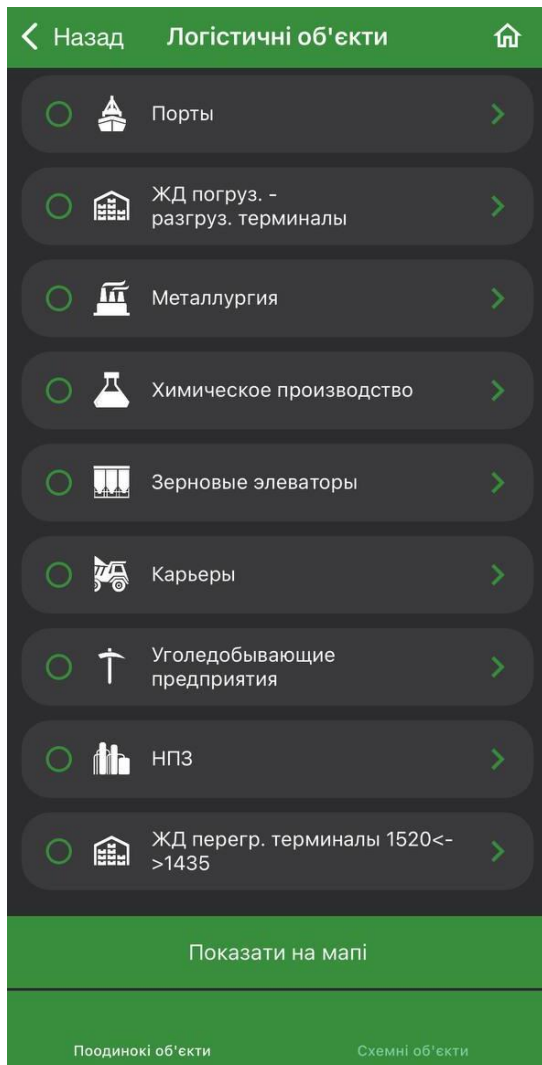 Назад
Логістичні об'єкти
Порты
ЖД погруз. -
разгруз. терминалы
Металлургия
Химическое производство
Зерновые элеваторы
Карьеры
Уголедобывающие
предприятия
НПЗ
ЖД перегр. терминалы 1520<-
>1435
Показати на мапі
Поодинокі об'єкти
Схемні об'єкти